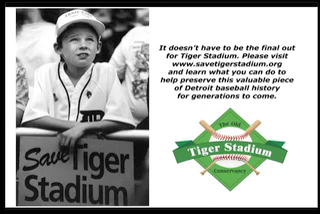 It doesn't have to be the final out
for Tiger Stadium. Please visit
www.savetigerstadium.org
and learn what you can do to
help preserve this valuable piece
of Detroit baseball history
for generations to come.
Save Tiger
Stadium
The Old
Tiger Stadium
Conservancy